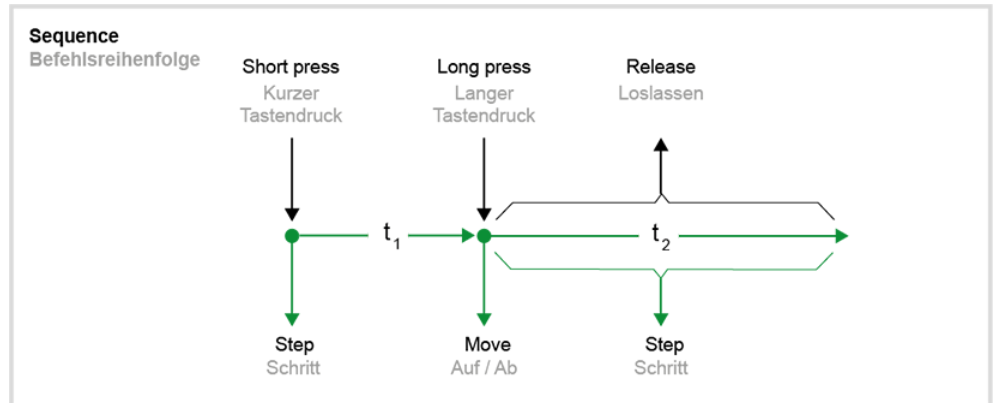 Sequence
Befehlsreihenfolge
Short press
Kurzer
Tastendruck
Long press
Langer
Tastendruck
Release
Loslassen
t1
t2
Step
Schritt
Move
Auf / Ab
Step
Schritt